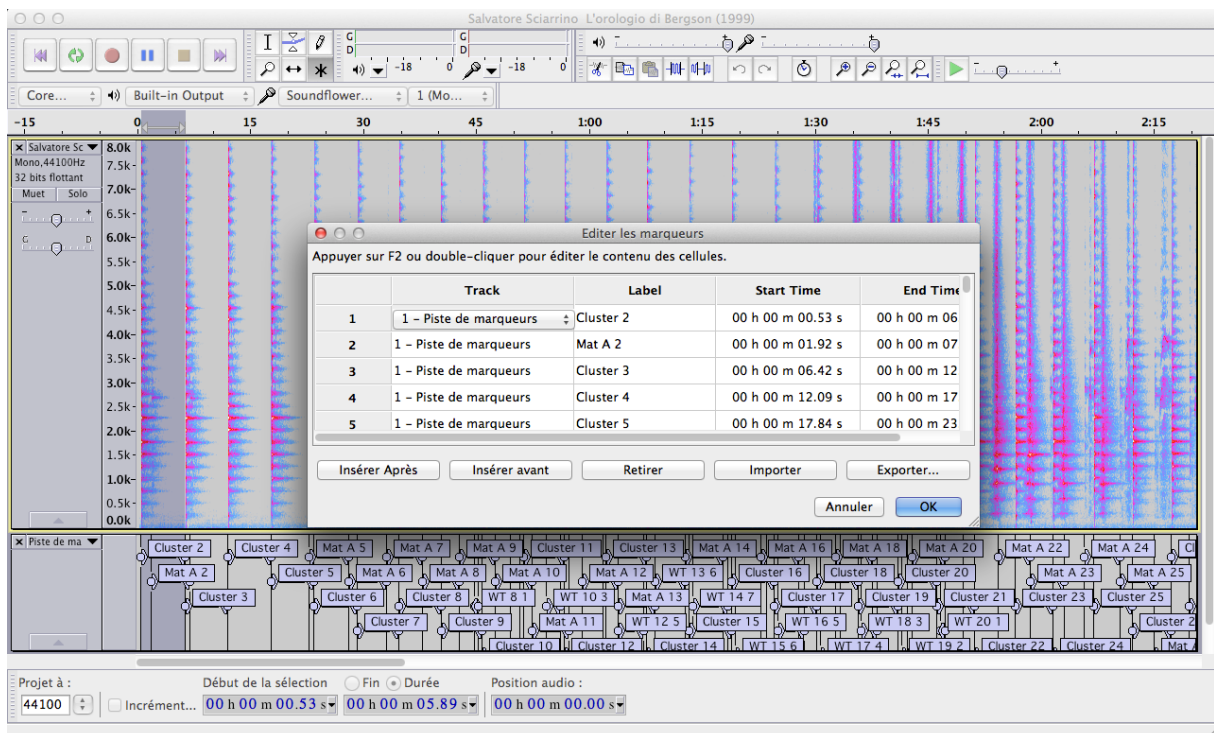 Salvatore Sciarrino L'orologio di Bergson (1999)
G G
D D
-18 0 -18 0
Core... Built-in Output Soundflower... 1 (Mo...
-15 0 15 30 45 1:00 1:15 1:30 1:45 2:00 2:15
Salvatore Sc
Mono,44100Hz
32 bits flottant
Muet Solo
- +
G D
8.0k
7.5k
7.0k
6.5k
6.0k
5.5k
5.0k
4.5k
4.0k
3.5k
3.0k
2.5k
2.0k
1.5k
1.0k
0.5k
0.0k
Editer les marqueurs
Appuyer sur F2 ou double-cliquer pour éditer le contenu des cellules.
Track Label Start Time End Time
1 1 – Piste de marqueurs Cluster 2 00 h 00 m 00.53 s 00 h 00 m 06
2 1 – Piste de marqueurs Mat A 2 00 h 00 m 01.92 s 00 h 00 m 07
3 1 – Piste de marqueurs Cluster 3 00 h 00 m 06.42 s 00 h 00 m 12
4 1 – Piste de marqueurs Cluster 4 00 h 00 m 12.09 s 00 h 00 m 17
5 1 – Piste de marqueurs Cluster 5 00 h 00 m 17.84 s 00 h 00 m 23
Insérer Après Insérer avant Retirer Importer Exporter...
Annuler OK
Piste de ma
Cluster 2 Cluster 4 Mat A 5 Mat A 7 Mat A 9 Cluster 11 Cluster 13 Mat A 14 Mat A 16 Mat A 18 Mat A 20 Mat A 22 Mat A 24 Cl
Mat A 2 Cluster 5 Mat A 6 Mat A 8 Mat A 10 Mat A 12 WT 13 6 Cluster 16 Cluster 18 Cluster 20 Mat A 23 Mat A 25
Cluster 3 Cluster 6 Cluster 8 WT 8 1 WT 10 3 Mat A 13 WT 14 7 Cluster 17 Cluster 19 Cluster 21 Cluster 23 Cluster 25
Cluster 7 Cluster 9 Mat A 11 WT 12 5 Cluster 15 WT 16 5 WT 18 3 WT 20 1 Cluster 2
Cluster 10 Cluster 12 Cluster 14 WT 15 6 WT 17 4 WT 19 2 Cluster 22 Cluster 24 Mat A
Projet à : Début de la sélection Fin Durée Position audio :
44100 Incrément... 00 h 00 m 00.53 s 00 h 00 m 05.89 s 00 h 00 m 00.00 s